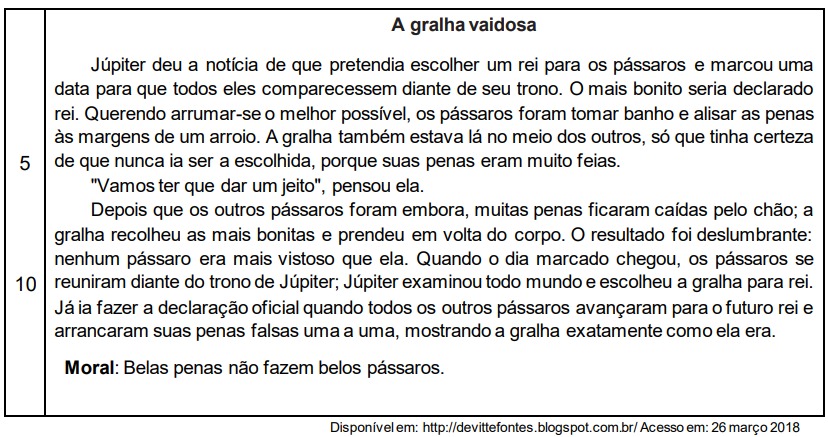 A gralha vaidosa
Júpiter deu a notícia de que pretendia escolher um rei para os pássaros e marcou uma
data para que todos eles comparecessem diante de seu trono. O mais bonito seria declarado
rei. Querendo arrumar-se o melhor possível, os pássaros foram tomar banho e alisar as penas
às margens de um arroio. A gralha também estava lá no meio dos outros, só que tinha certeza
5 de que nunca ia ser a escolhida, porque suas penas eram muito feias.
"Vamos ter que dar um jeito", pensou ela.
Depois que os outros pássaros foram embora, muitas penas ficaram caídas pelo chão; a
gralha recolheu as mais bonitas e prendeu em volta do corpo. O resultado foi deslumbrante:
nenhum pássaro era mais vistoso que ela. Quando o dia marcado chegou, os pássaros se
10 reuniram diante do trono de Júpiter; Júpiter examinou todo mundo e escolheu a gralha para rei.
Já ia fazer a declaração oficial quando todos os outros pássaros avançaram para o futuro rei e
arrancaram suas penas falsas uma a uma, mostrando a gralha exatamente como ela era.
Moral: Belas penas não fazem belos pássaros.
Disponível em: http://devittefontes.blogspot.com.br/ Acesso em: 26 março 2018